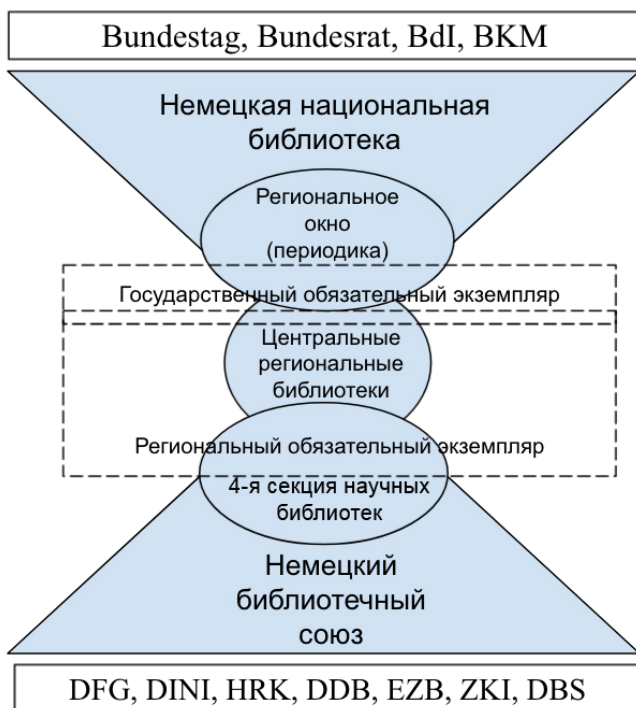 Bundestag, Bundesrat, BdI, BKM
Немецкая национальная
библиотека
Региональное
окно
(периодика)
Государственный обязательный экземпляр
Центральные
региональные
библиотеки
Региональный обязательный экземпляр
4-я секция научных
библиотек
Немецкий
библиотечный
союз
DFG, DINI, HRK, DDB, EZB, ZKI, DBS